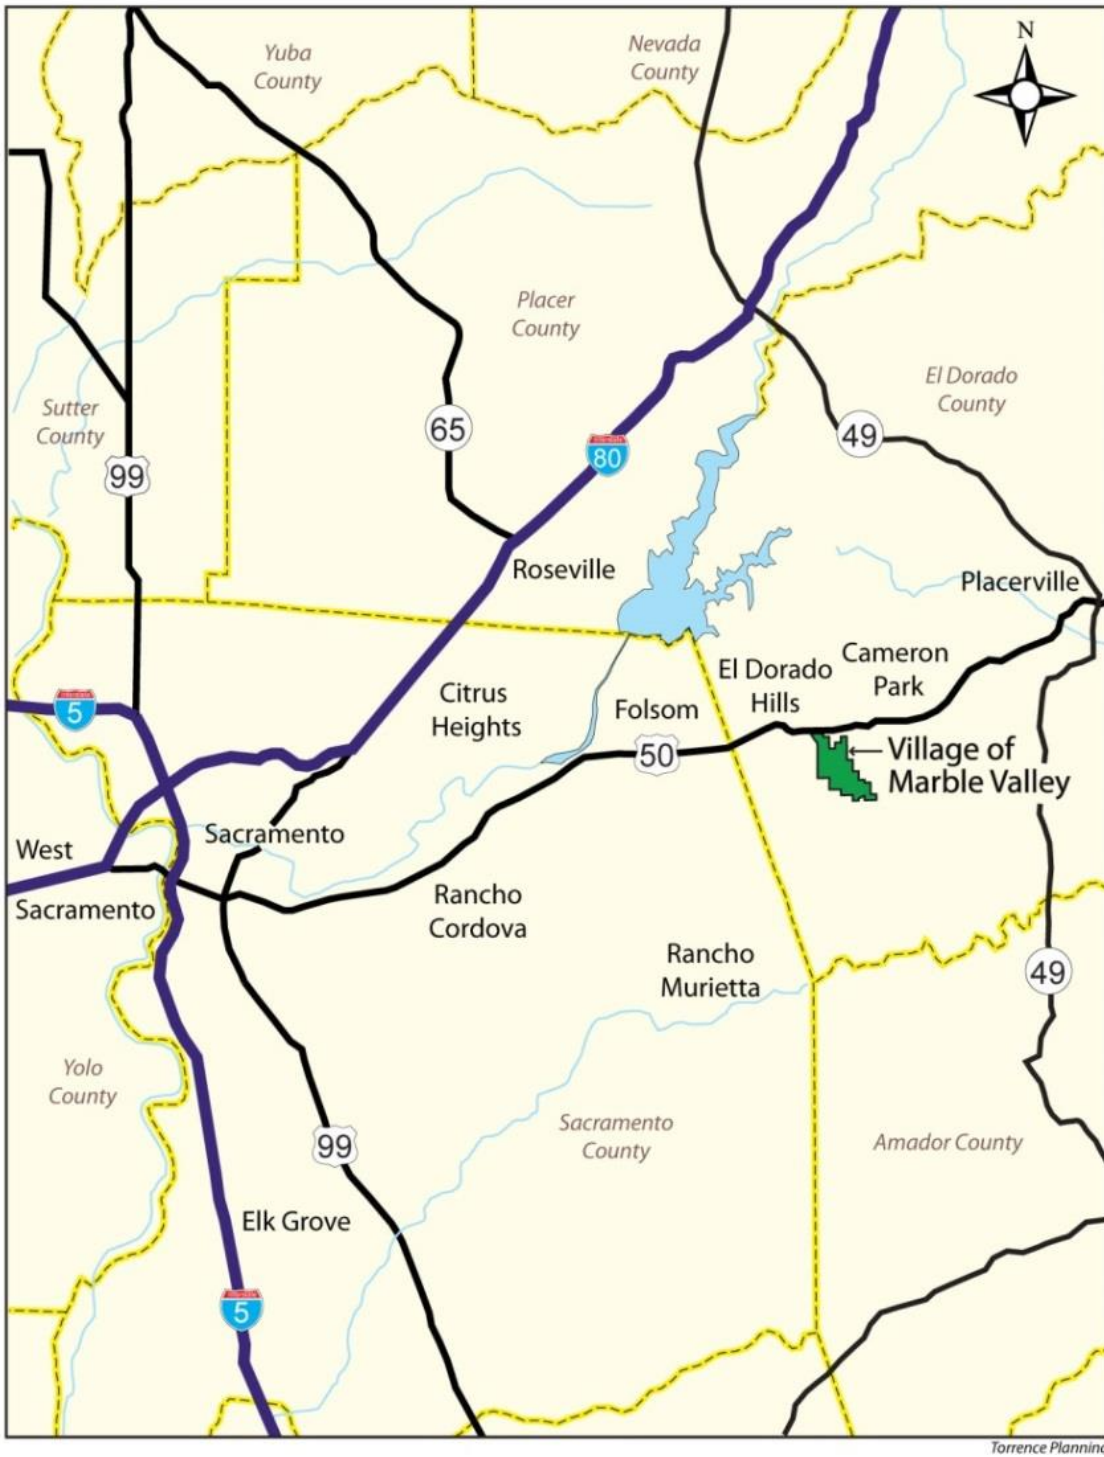 N
Yuba
County
Nevada
County
Placer
County
El Dorado
County
Sutter
County
65
49
80
99
Roseville
Placerville
Cameron
Park
El Dorado
Hills
Citrus
Heights
Folsom
5
50
Village of
Marble Valley
Sacramento
West
Sacramento
Rancho
Cordova
Rancho
Murietta
49
Yolo
County
Sacramento
County
Amador County
99
Elk Grove
5
Torrence Planning